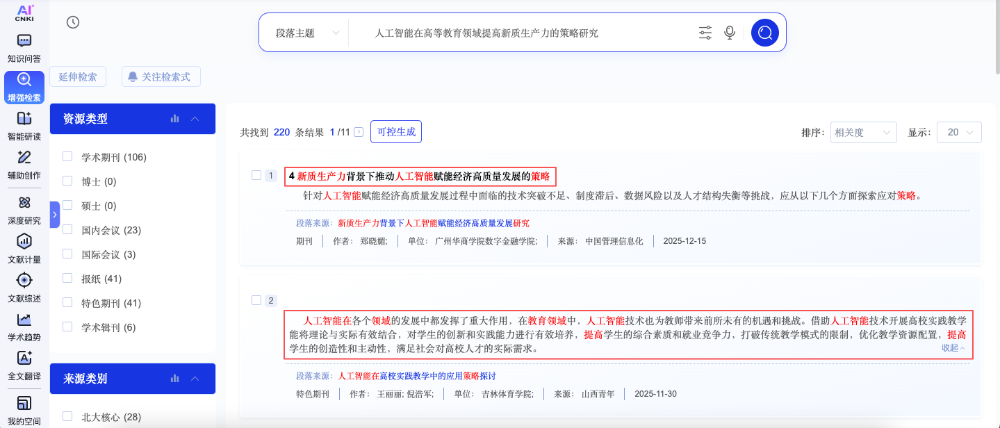 AI
CNKI
知识问答
增强检索
智能研读
辅助创作
深度研究
文献计量
文献综述
学术趋势
全文翻译
我的空间
段落主题
人工智能在高等教育领域提高新质生产力的策略研究
延伸检索
关注检索式
资源类型
学术期刊 (106)
博士 (0)
硕士 (0)
国内会议 (23)
国际会议 (3)
报纸 (41)
特色期刊 (41)
学术辑刊 (6)
来源类别
北大核心 (28)
共找到 220 条结果 1 /11 可控生成
排序： 相关度 显示： 20
1
4 新质生产力背景下推动人工智能赋能经济高质量发展的策略
针对人工智能赋能经济高质量发展过程中面临的技术突破不足、制度滞后、数据风险以及人才结构失衡等挑战，应从以下几个方面探索应对策略。
段落来源： 新质生产力背景下人工智能赋能经济高质量发展研究
期刊 作者： 郑晓媚; 单位： 广州华商学院数字金融学院; 来源： 中国管理信息化 2025-12-15
2
人工智能在各个领域的发展中都发挥了重大作用，在教育领域中，人工智能技术也为教师带来前所未有的机遇和挑战。借助人工智能技术开展高校实践教学
能将理论与实际有效结合，对学生的创新和实践能力进行有效培养，提高学生的综合素质和就业竞争力，打破传统教学模式的限制，优化教学资源配置，提高
学生的创造性和主动性，满足社会对高校人才的实际需求。
收起
段落来源： 人工智能在高校实践教学中的应用策略探讨
特色期刊 作者： 王丽丽; 倪浩军; 单位： 吉林体育学院; 来源： 山西青年 2025-11-30